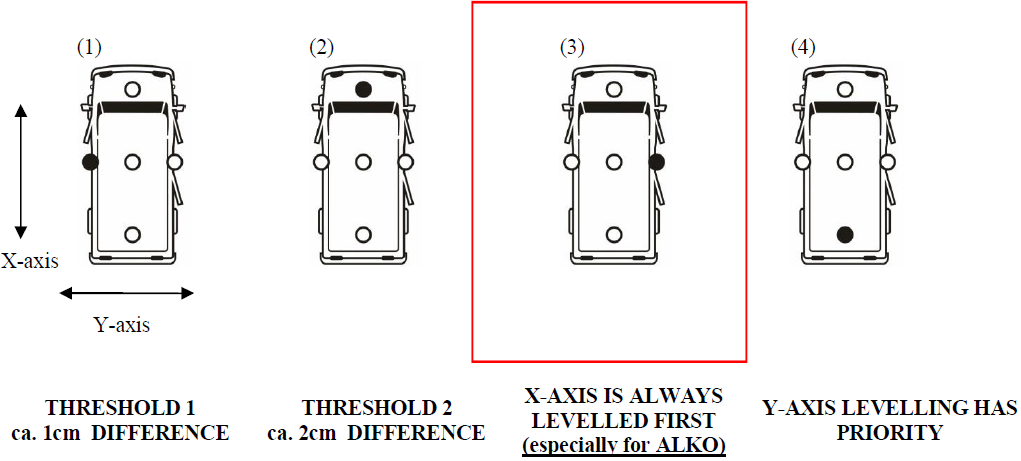 (1)
(2)
(3)
(4)
X-axis
Y-axis
THRESHOLD 1
ca. 1cm  DIFFERENCE
THRESHOLD 2
ca. 2cm  DIFFERENCE
X-AXIS IS ALWAYS
LEVELLED FIRST
(especially for ALKO)
Y-AXIS LEVELLING HAS
PRIORITY